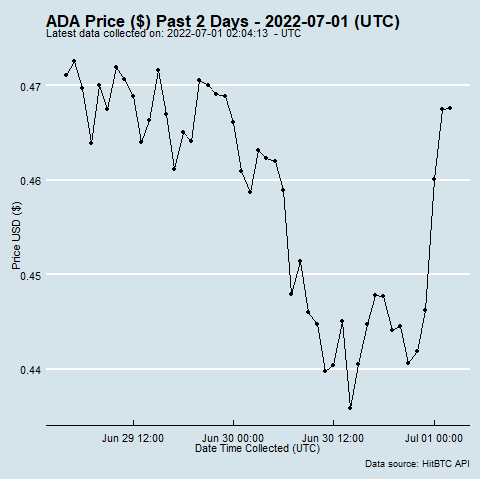 ADA Price ($) Past 2 Days - 2022-07-01 (UTC)
Latest data collected on: 2022-07-01 02:04:13 - UTC
0.47
0.46
0.45
0.44
Price USD ($)
Jun 29 12:00
Jun 30 00:00
Jun 30 12:00
Jul 01 00:00
Date Time Collected (UTC)
Data source: HitBTC API